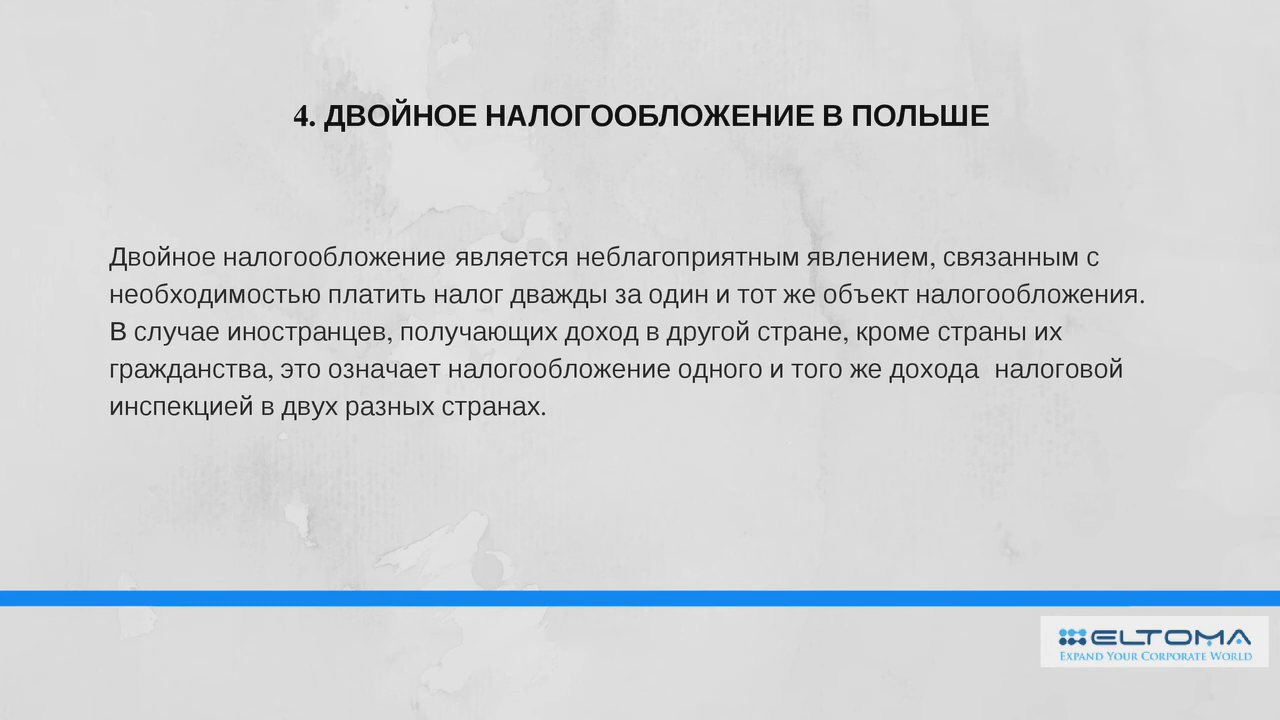 4. ДВОЙНОЕ НАЛОГООБЛОЖЕНИЕ В ПОЛЬШЕ
Двойное налогообложение является неблагоприятным явлением, связанным с
необходимостью платить налог дважды за один и тот же объект налогообложения.
В случае иностранцев, получающих доход в другой стране, кроме страны их
гражданства, это означает налогообложение одного и того же дохода налоговой
инспекцией в двух разных странах.
ELTOMA
EXPAND YOUR CORPORATE WORLD